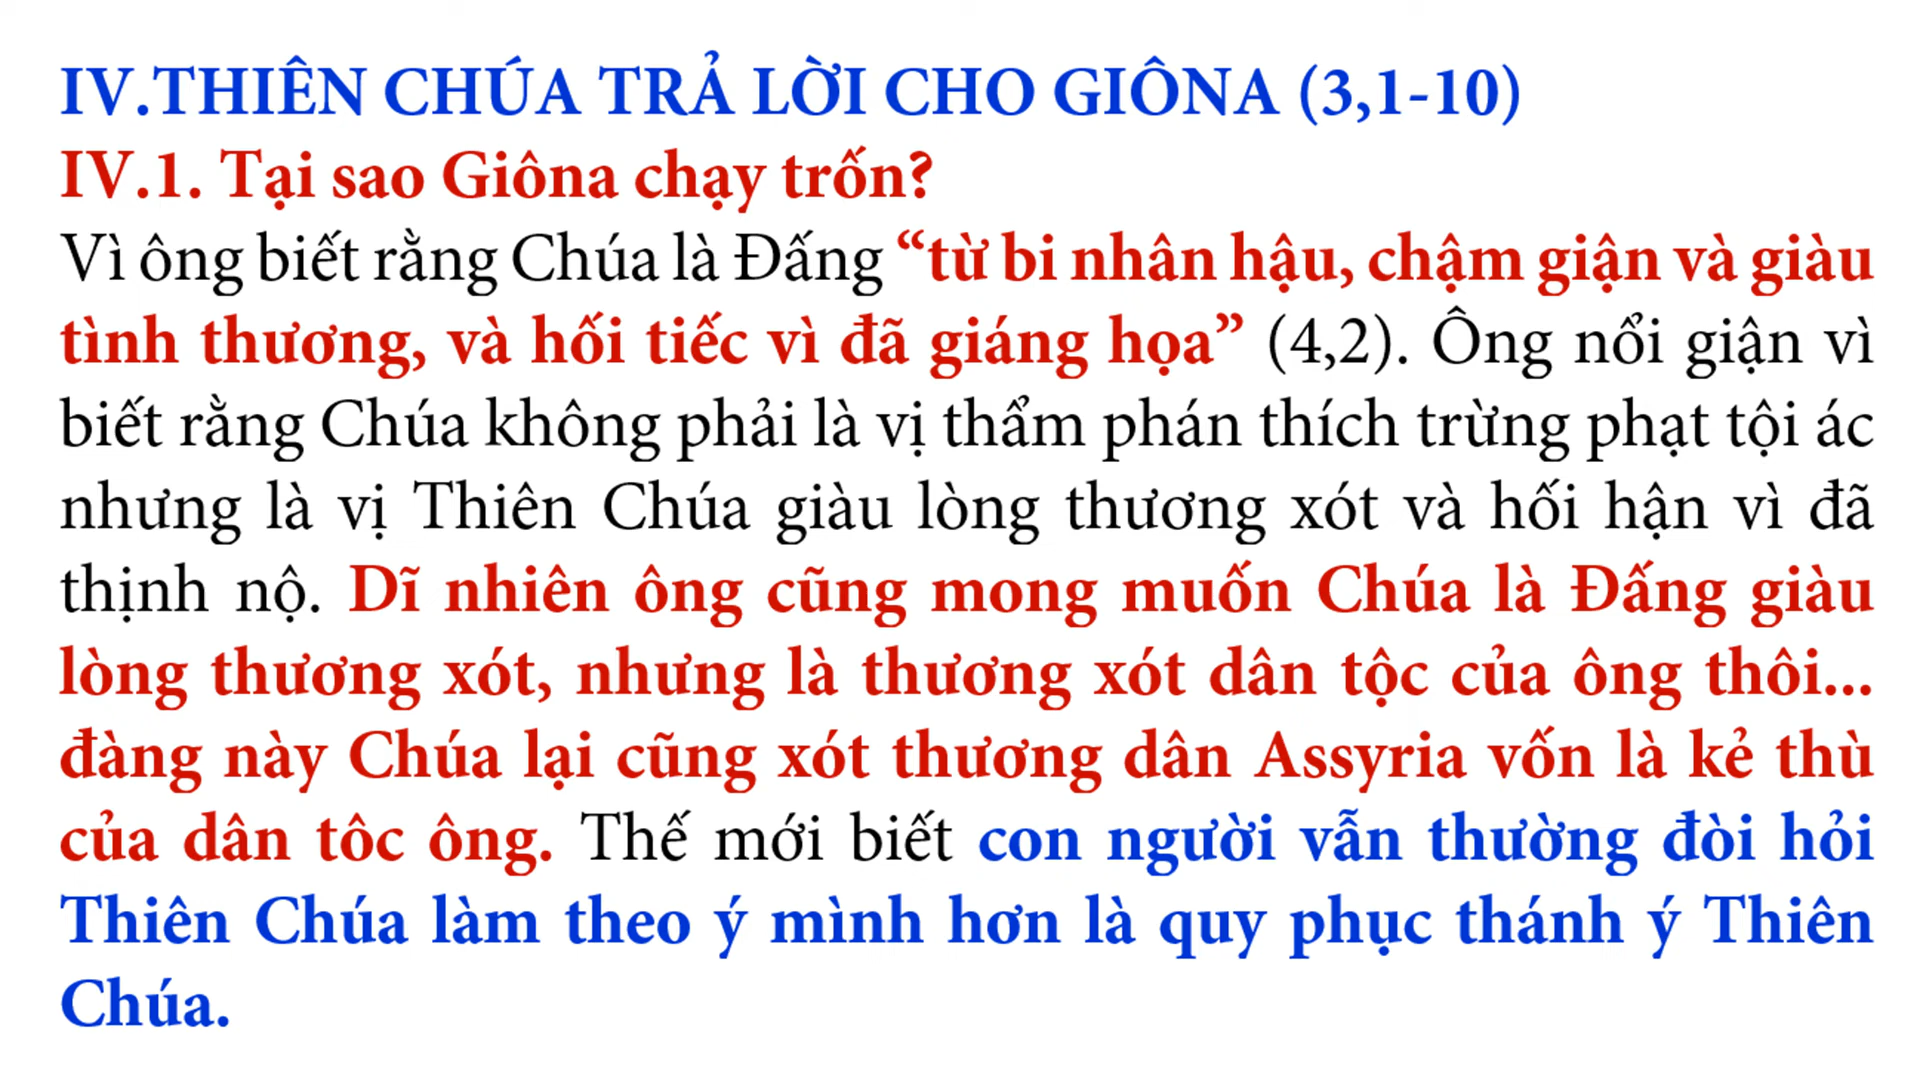 IV.THIÊN CHÚA TRẢ LỜI CHO GIÔNA (3,1-10)
IV.1. Tại sao Giôna chạy trốn?
Vì ông biết rằng Chúa là Đấng “từ bi nhân hậu, chậm giận và giàu
tình thương, và hối tiếc vì đã giáng họa” (4,2). Ông nổi giận vì
biết rằng Chúa không phải là vị thẩm phán thích trừng phạt tội ác
nhưng là vị Thiên Chúa giàu lòng thương xót và hối hận vì đã
thịnh nộ. Dĩ nhiên ông cũng mong muốn Chúa là Đấng giàu
lòng thương xót, nhưng là thương xót dân tộc của ông thôi...
đàng này Chúa lại cũng xót thương dân Assyria vốn là kẻ thù
của dân tôc ông. Thế mới biết con người vẫn thường đòi hỏi
Thiên Chúa làm theo ý mình hơn là quy phục thánh ý Thiên
Chúa.